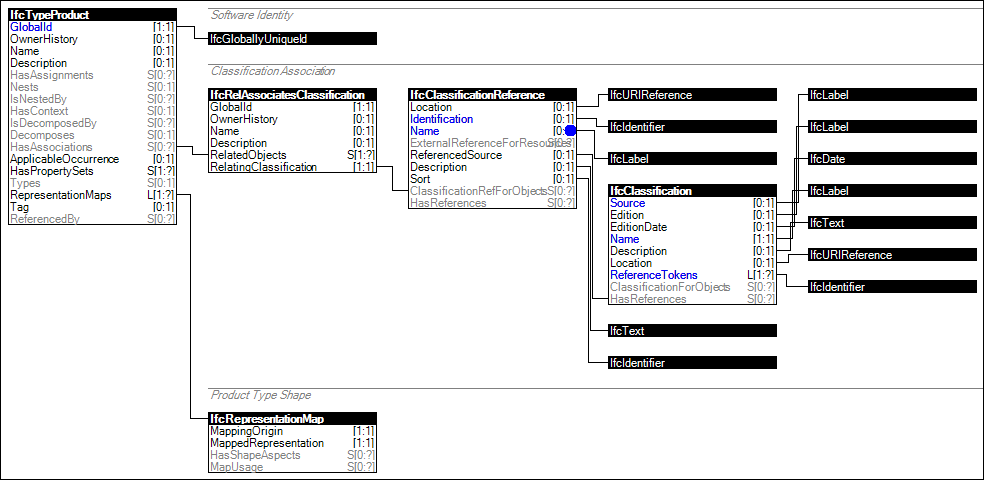 IfcTypeProduct
GlobalId [1:1]
OwnerHistory [0:1]
Name [0:1]
Description [0:1]
HasAssignments S[0:?]
Nests S[0:?]
IsNestedBy S[0:?]
HasContext S[0:?]
IsDecomposedBy S[0:?]
Decomposes S[0:?]
HasAssociations S[0:?]
ApplicableOccurrence [0:1]
HasPropertySets S[1:?]
Types S[0:1]
RepresentationMaps L[1:?]
Tag [0:1]
ReferencedBy S[0:?]
Software Identity
IfcGloballyUniqueId
Classification Association
IfcRelAssociatesClassification
GlobalId [1:1]
OwnerHistory [0:1]
Name [0:1]
Description [0:1]
RelatedObjects S[1:?]
RelatingClassification [1:1]
IfcClassificationReference
Location [0:1]
Identification [0:1]
Name [0:
ExternalReferenceForResources S[0:?]
ReferencedSource [0:1]
Description [0:1]
Sort [0:1]
ClassificationRefForObjects S[0:?]
HasReferences S[0:?]
IfcURIReference
IfcIdentifier
IfcLabel
IfcClassification
Source [0:1]
Edition [0:1]
EditionDate [0:1]
Name [1:1]
Description [0:1]
Location [0:1]
ReferenceTokens L[1:?]
ClassificationForObjects S[0:?]
HasReferences S[0:?]
IfcText
IfcIdentifier
IfcLabel
IfcLabel
IfcDate
IfcLabel
IfcText
IfcURIReference
IfcIdentifier
Product Type Shape
IfcRepresentationMap
MappingOrigin [1:1]
MappedRepresentation [1:1]
HasShapeAspects S[0:?]
MapUsage S[0:?]